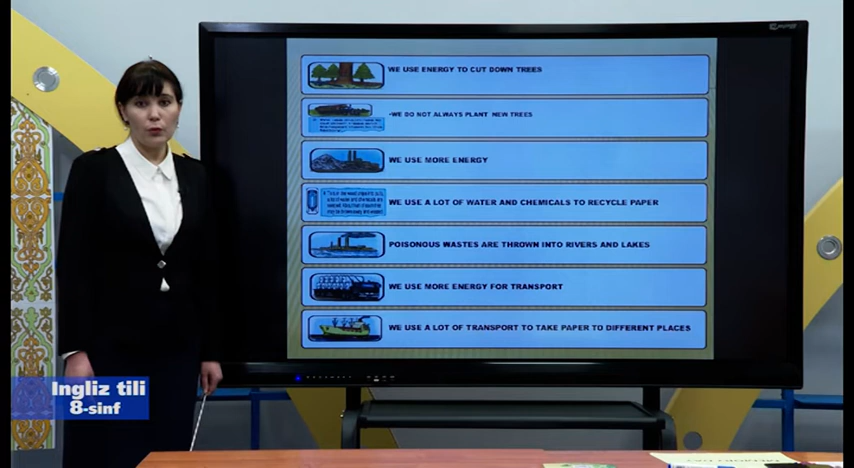 WE USE ENERGY TO CUT DOWN TREES
-WE DO NOT ALWAYS PLANT NEW TREES
WE USE MORE ENERGY
WE USE A LOT OF WATER AND CHEMICALS TO RECYCLE PAPER
POISONOUS WASTES ARE THROWN INTO RIVERS AND LAKES
WE USE MORE ENERGY FOR TRANSPORT
WE USE A LOT OF TRANSPORT TO TAKE PAPER TO DIFFERENT PLACES
Ingliz tili
8-sinf